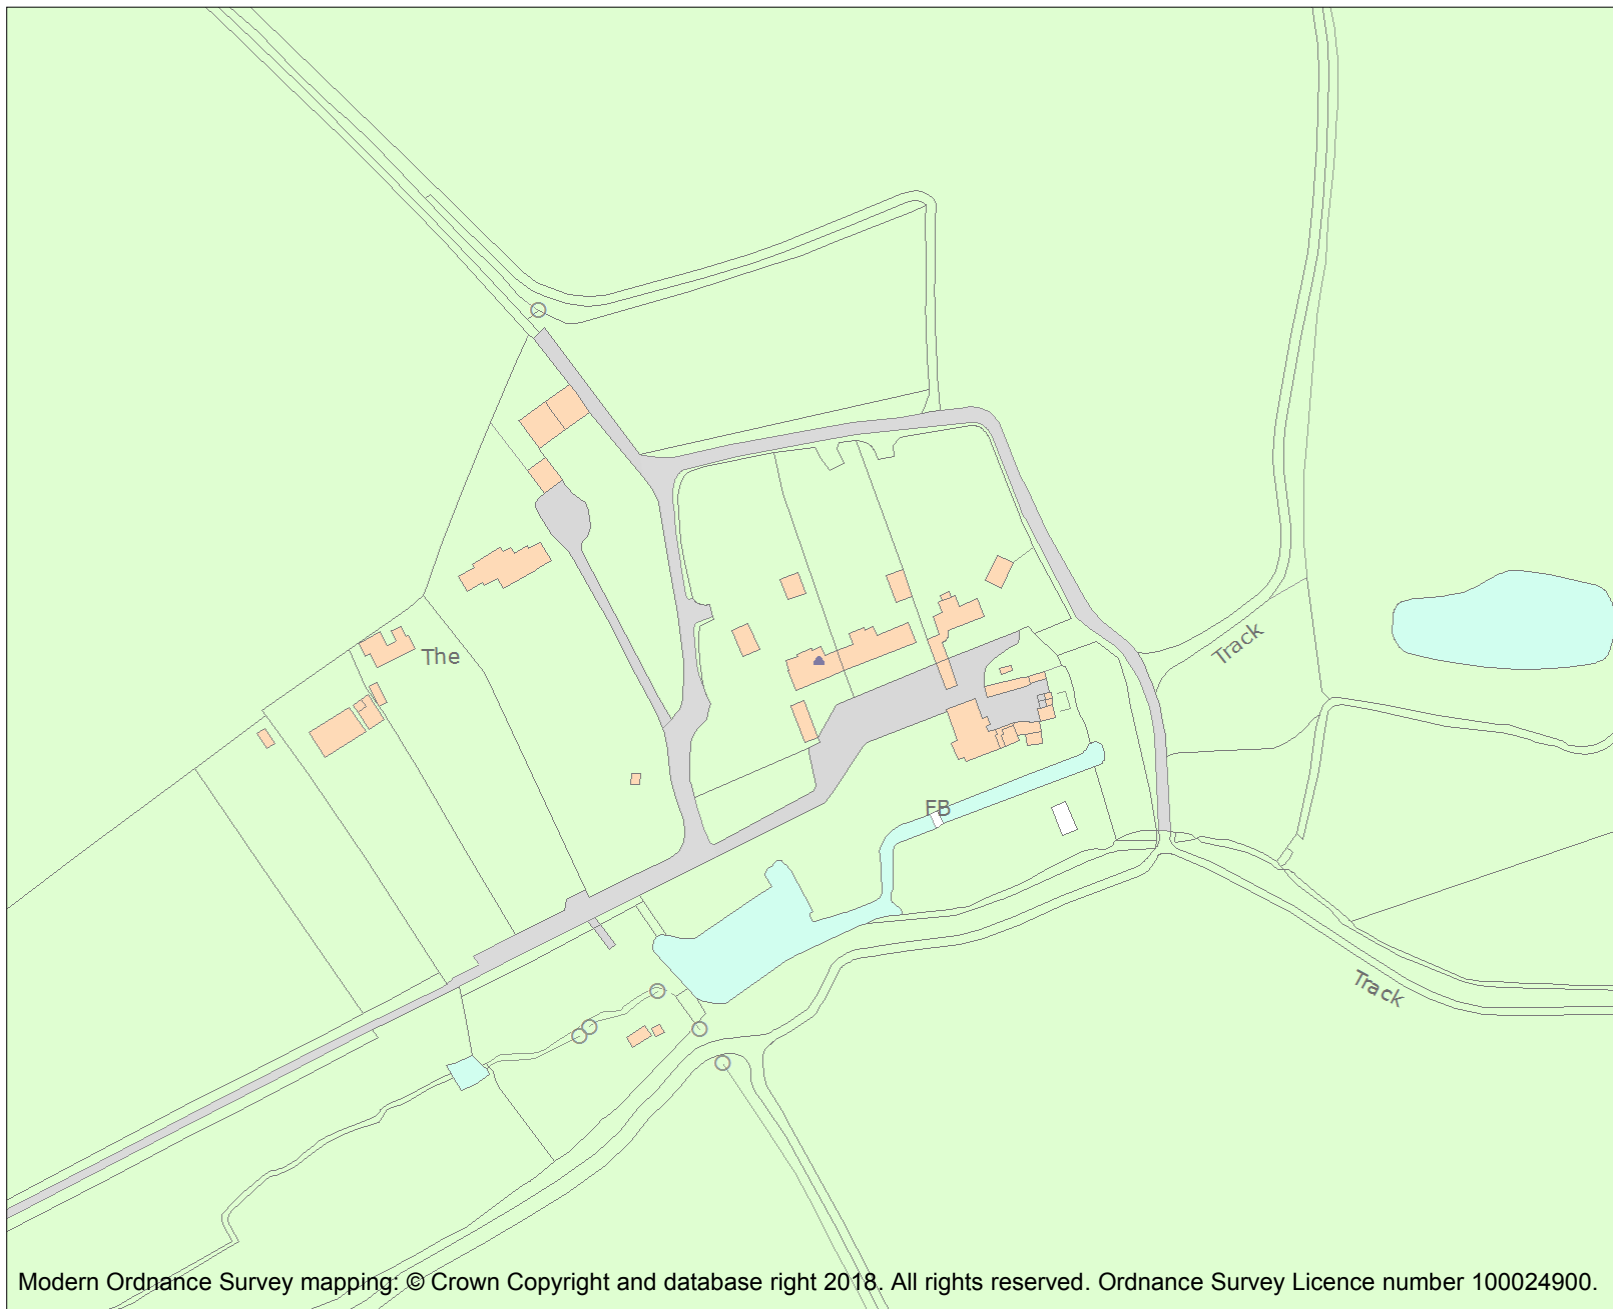 The
Track
FB
Track
Modern Ordnance Survey mapping: © Crown Copyright and database right 2018. All rights reserved. Ordnance Survey Licence number 100024900.